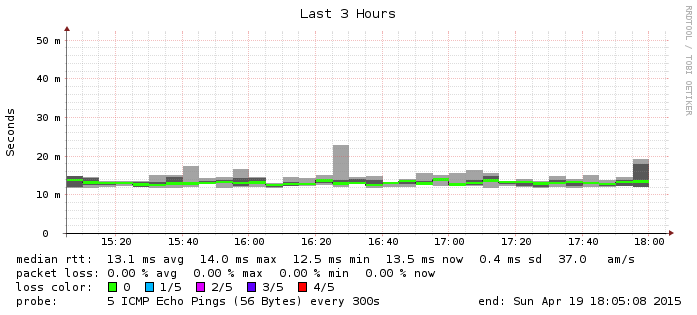 Last 3 Hours
RRDTOOL / TOBI OETIKER
Seconds
50 m
40 m
30 m
20 m
10 m
0
15:20 15:40 16:00 16:20 16:40 17:00 17:20 17:40 18:00
median rtt: 13.1 ms avg 14.0 ms max 12.5 ms min 13.5 ms now 0.4 ms sd 37.0 am/s
packet loss: 0.00 % avg 0.00 % max 0.00 % min 0.00 % now
loss color: 0 1/5 2/5 3/5 4/5
probe: 5 ICMP Echo Pings (56 Bytes) every 300s end: Sun Apr 19 18:05:08 2015